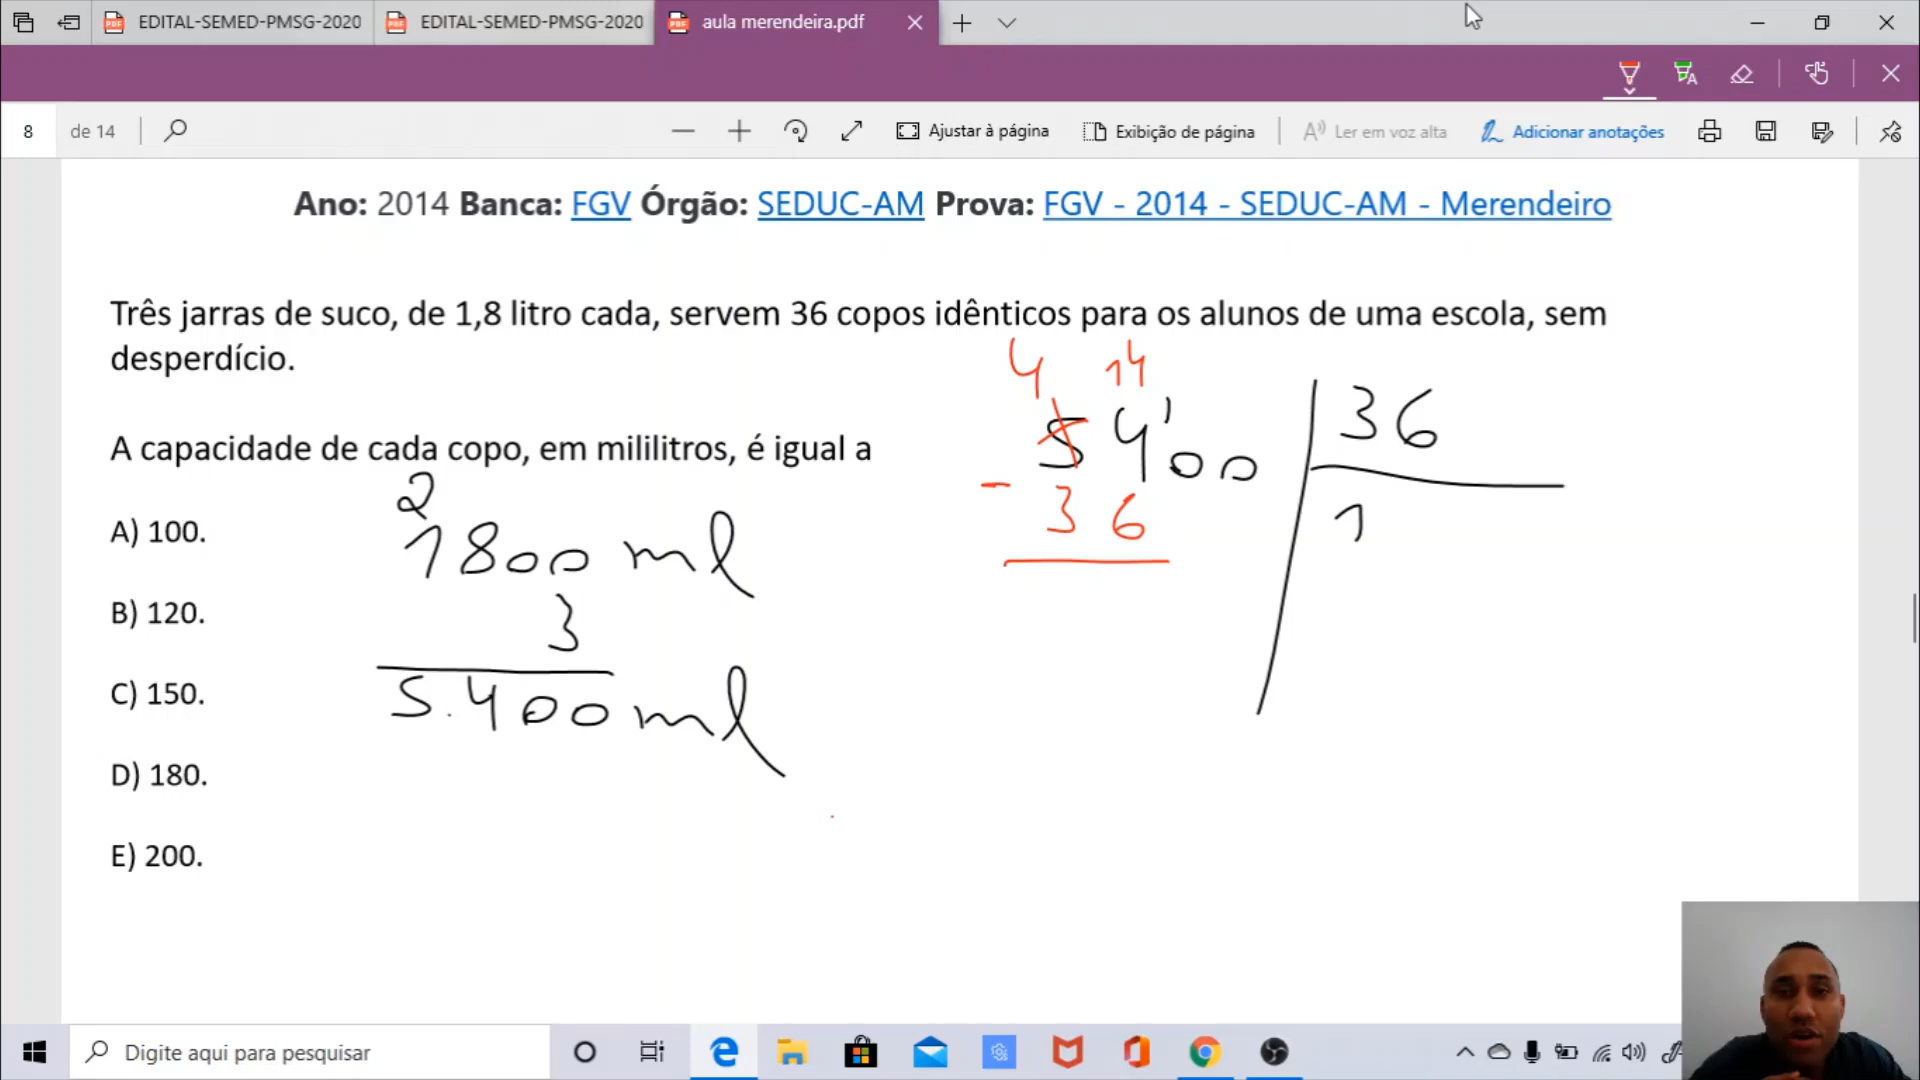 EDITAL-SEMED-PMSG-2020
EDITAL-SEMED-PMSG-2020
aula merendeira.pdf
8 de 14
Ajustar à página
Exibição de página
Ler em voz alta
Adicionar anotações
Ano: 2014 Banca: FGV Órgão: SEDUC-AM Prova: FGV - 2014 - SEDUC-AM - Merendeiro
Três jarras de suco, de 1,8 litro cada, servem 36 copos idênticos para os alunos de uma escola, sem
desperdício.
A capacidade de cada copo, em mililitros, é igual a
A) 100.
B) 120.
C) 150.
D) 180.
E) 200.
2
1800 ml
3
5.400 ml
4 14
54'00
36
- 36
1
Digite aqui para pesquisar